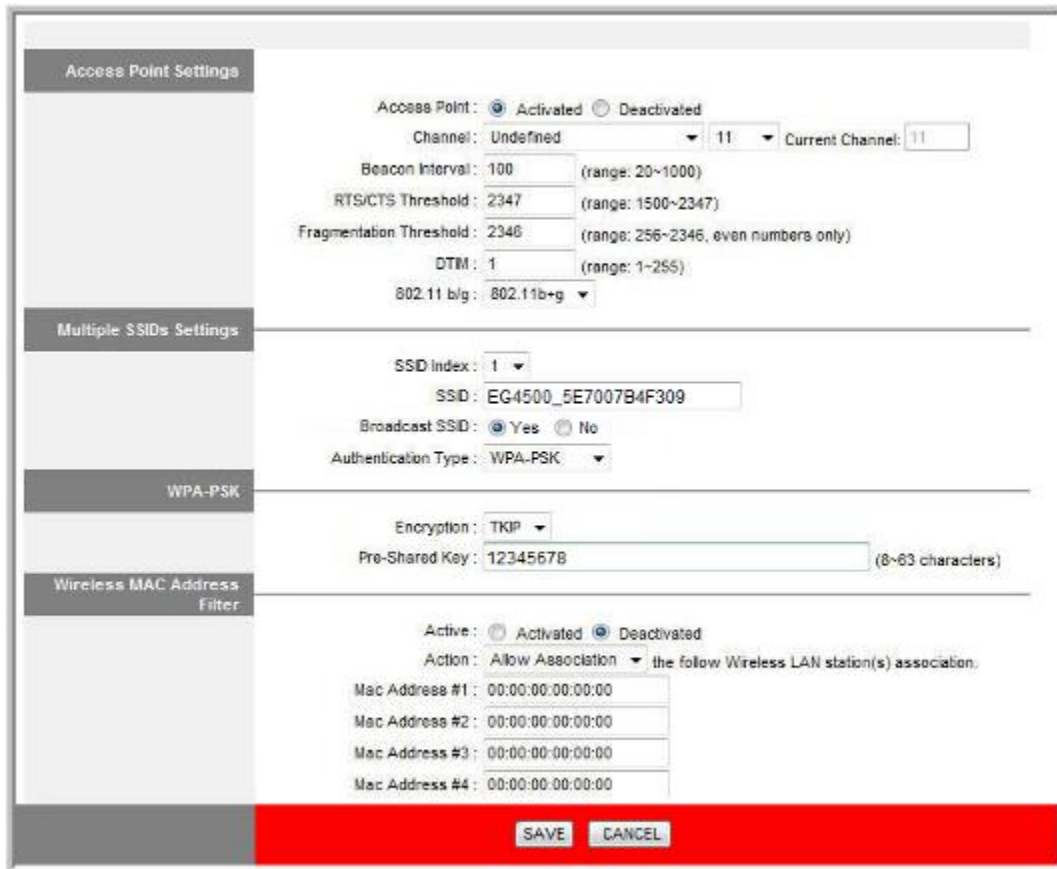 Access Point Settings
Access Point : Activated Deactivated
Channel : Undefined 11 Current Channel: 11
Beacon Interval : 100 (range: 20~1000)
RTS/CTS Threshold : 2347 (range: 1500~2347)
Fragmentation Threshold : 2346 (range: 256~2346, even numbers only)
DTIM : 1 (range: 1~255)
802.11 b/g : 802.11b+g
Multiple SSIDs Settings
SSID Index : 1
SSID : EG4500_5E7007B4F309
Broadcast SSID : Yes No
Authentication Type : WPA-PSK
WPA-PSK
Encryption : TKIP
Pre-Shared Key : 12345678 (8~63 characters)
Wireless MAC Address
Filter
Active : Activated Deactivated
Action : Allow Association the follow Wireless LAN station(s) association.
Mac Address #1 : 00:00:00:00:00:00
Mac Address #2 : 00:00:00:00:00:00
Mac Address #3 : 00:00:00:00:00:00
Mac Address #4 : 00:00:00:00:00:00
SAVE CANCEL